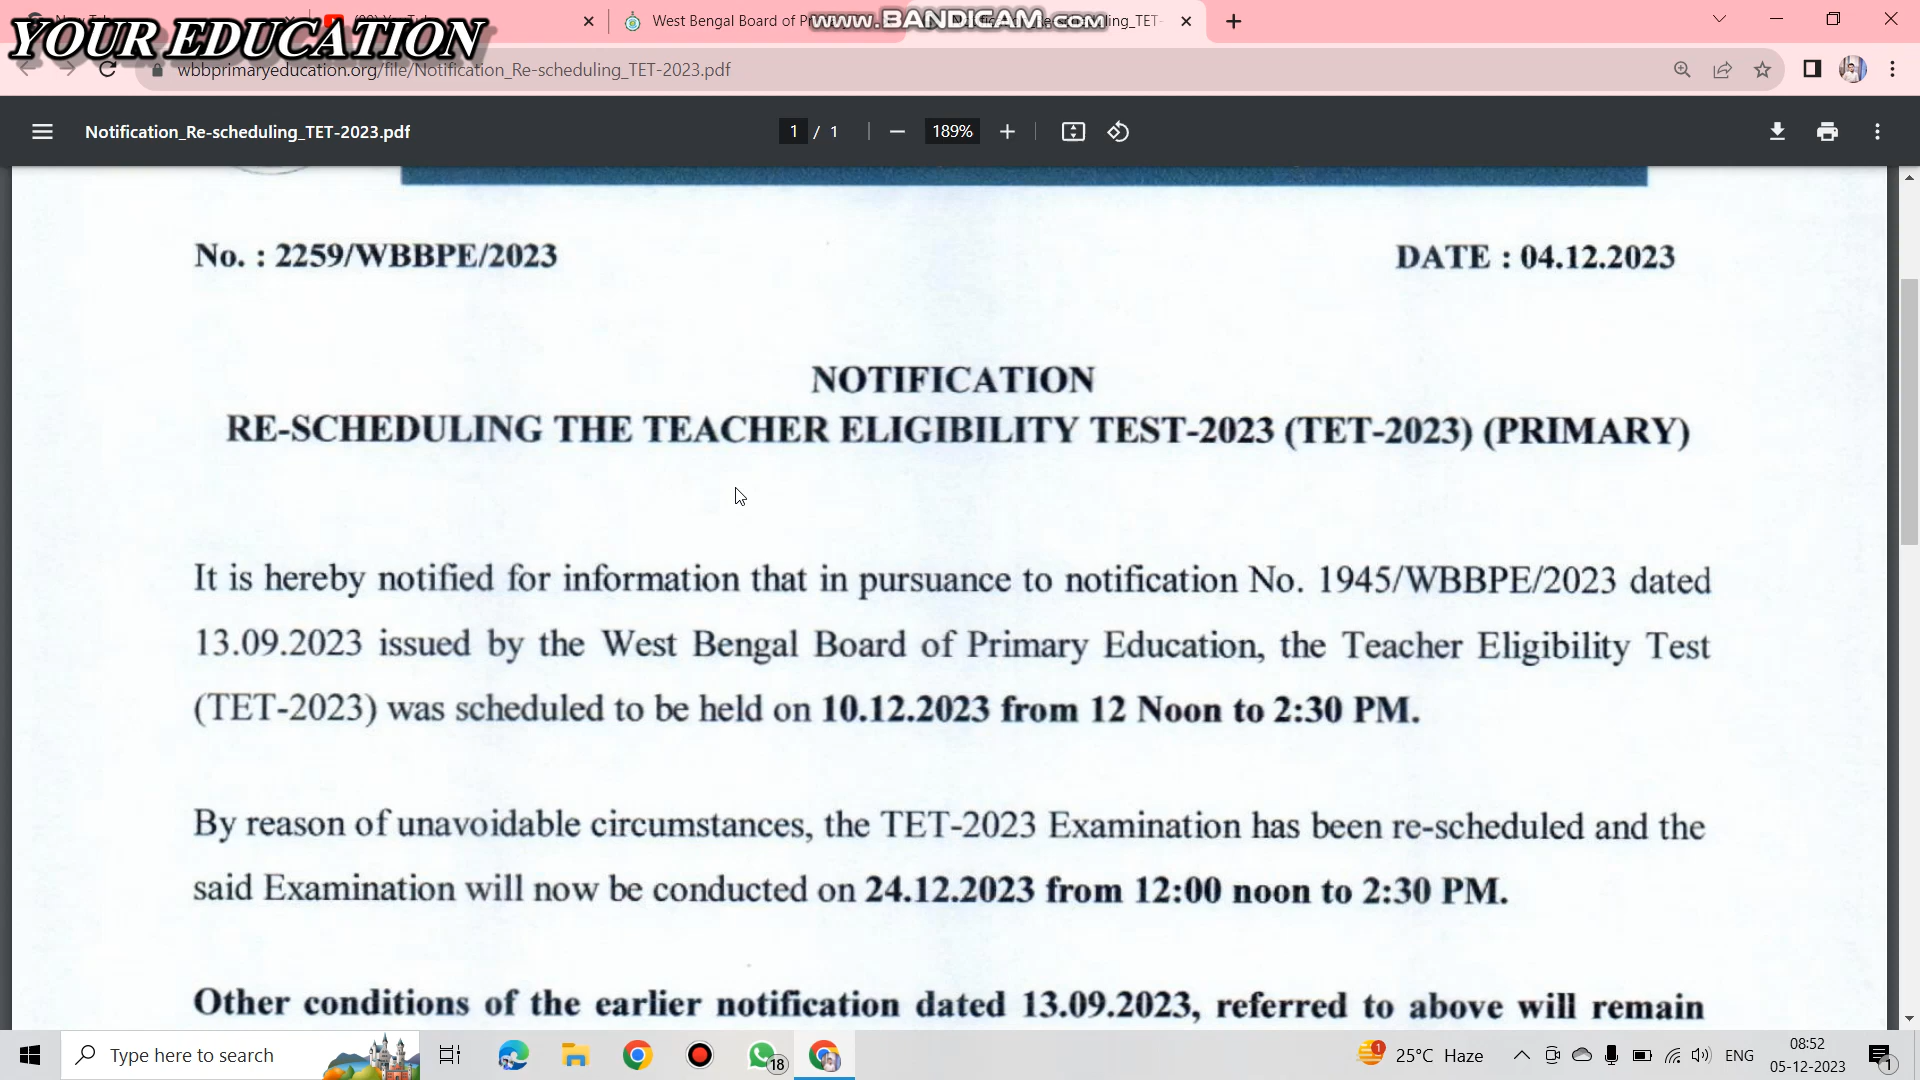 YOUR EDUCATION
West Bengal Board of
www.BANDICAM.com
wbbprimaryeducation.org/file/Notification_Re-scheduling_TET-2023.pdf
Notification_Re-scheduling_TET-2023.pdf
1 / 1
189%
No. : 2259/WBBPE/2023
DATE : 04.12.2023
NOTIFICATION
RE-SCHEDULING THE TEACHER ELIGIBILITY TEST-2023 (TET-2023) (PRIMARY)
It is hereby notified for information that in pursuance to notification No. 1945/WBBPE/2023 dated
13.09.2023 issued by the West Bengal Board of Primary Education, the Teacher Eligibility Test
(TET-2023) was scheduled to be held on 10.12.2023 from 12 Noon to 2:30 PM.
By reason of unavoidable circumstances, the TET-2023 Examination has been re-scheduled and the
said Examination will now be conducted on 24.12.2023 from 12:00 noon to 2:30 PM.
Other conditions of the earlier notification dated 13.09.2023, referred to above will remain
Type here to search
18
1
25°C Haze
ENG
08:52
05-12-2023
1